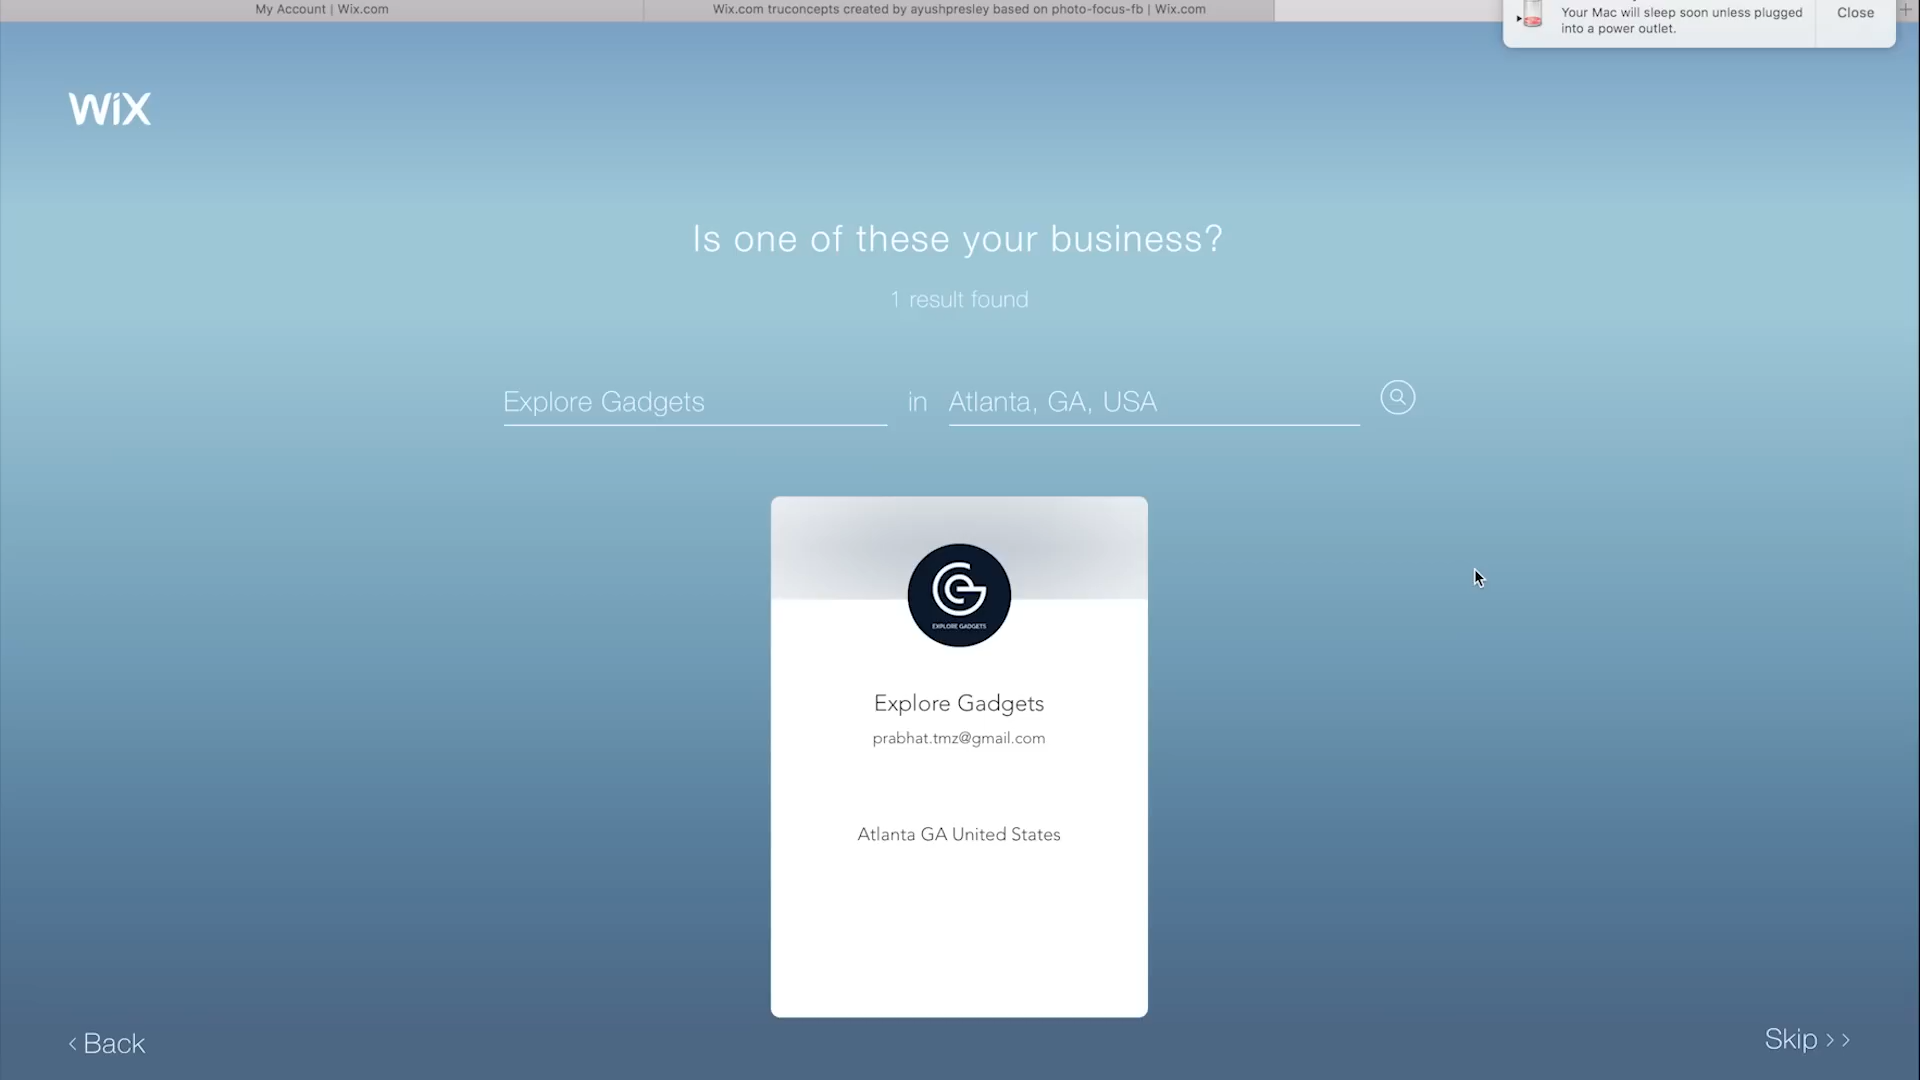 My Account | Wix.com
Wix.com truconcepts created by ayushpresley based on photo-focus-fb | Wix.com
Your Mac will sleep soon unless plugged
into a power outlet.
Close
WiX
Is one of these your business?
1 result found
Explore Gadgets in Atlanta, GA, USA
EXPLORE GADGETS
Explore Gadgets
prabhat.tmz@gmail.com
Atlanta GA United States
< Back
Skip >>